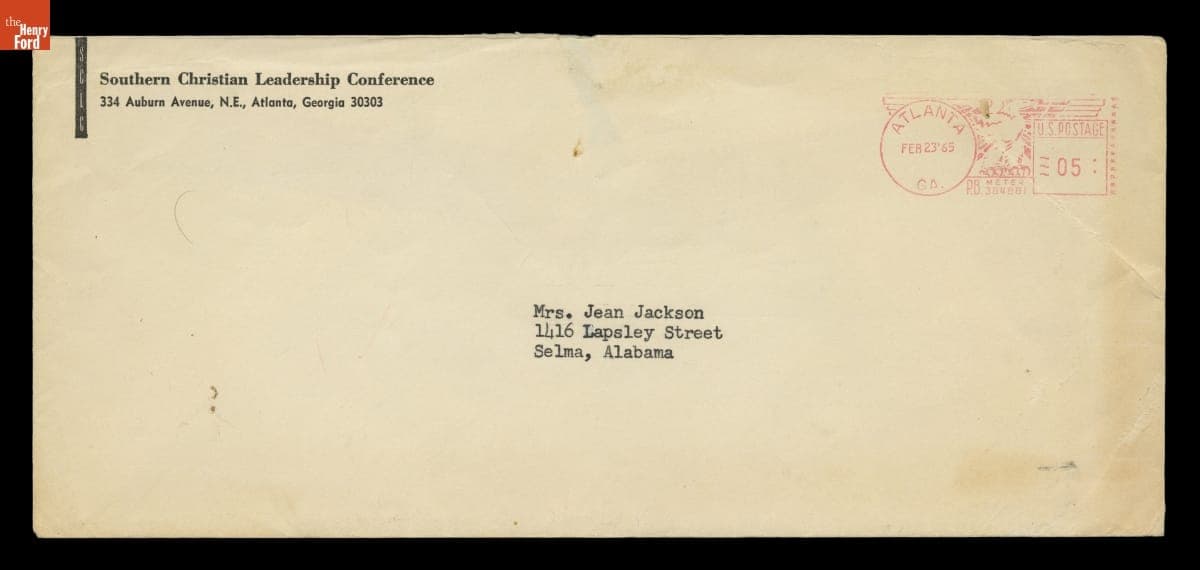 the
Henry
Ford
SCLC
Southern Christian Leadership Conference
334 Auburn Avenue, N.E., Atlanta, Georgia 30303
ATLANTA
FEB 23'65
GA.
U.S. POSTAGE
05
PB METER
Mrs. Jean Jackson
1416 Lapsley Street
Selma, Alabama